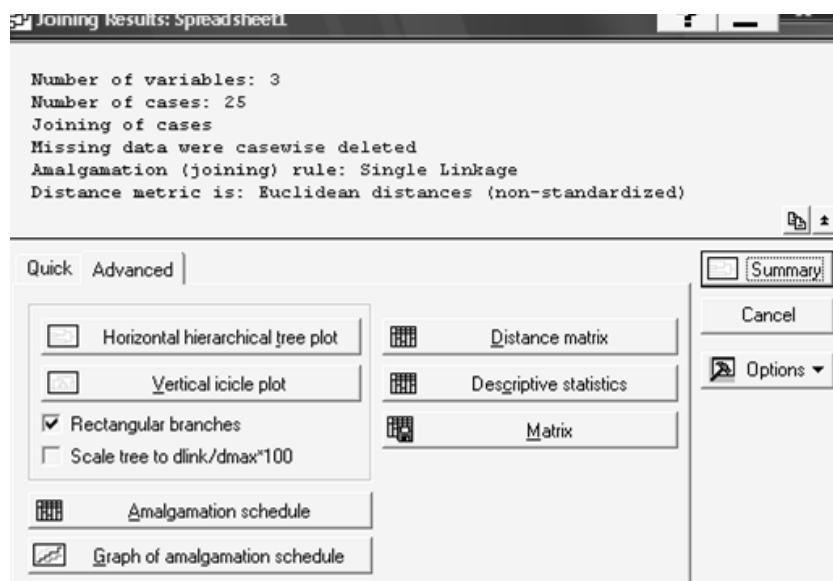 Joining Results: Spreadsheet1
?
Number of variables: 3
Number of cases: 25
Joining of cases
Missing data were casewise deleted
Amalgamation (joining) rule: Single Linkage
Distance metric is: Euclidean distances (non-standardized)
Quick Advanced
Summary
Cancel
Options
Horizontal hierarchical tree plot
Distance matrix
Vertical icicle plot
Descriptive statistics
Rectangular branches
Matrix
Scale tree to dlink/dmax*100
Amalgamation schedule
Graph of amalgamation schedule